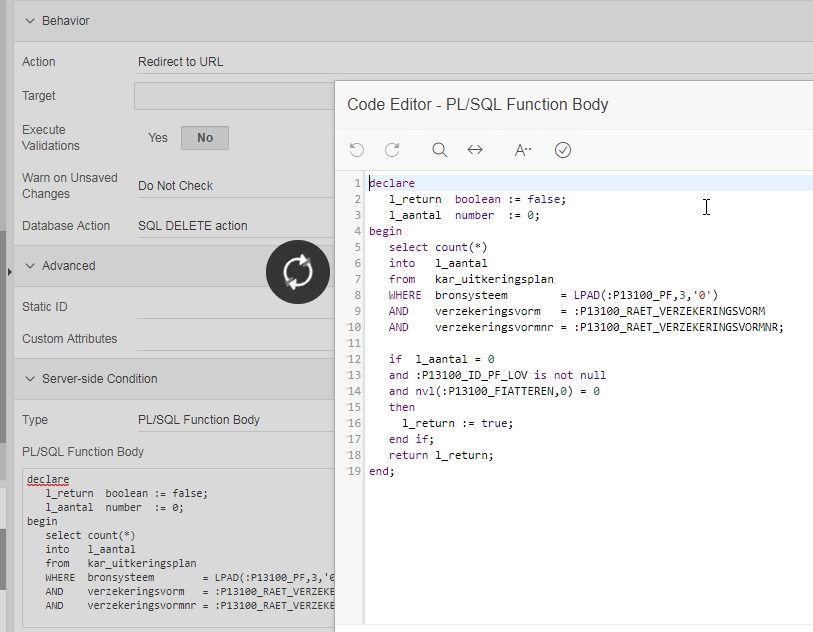 Behavior
Action Redirect to URL
Target
Execute Validations Yes No
Warn on Unsaved Changes Do Not Check
Database Action SQL DELETE action
Advanced
Static ID
Custom Attributes
Server-side Condition
Type PL/SQL Function Body
PL/SQL Function Body
declare
   l_return  boolean := false;
   l_aantal  number  := 0;
begin
   select count(*)
   into   l_aantal
   from   kar_uitkeringsplan
   WHERE  bronsysteem        = LPAD(:P13100_PF,3,'0
   AND    verzekeringsvorm   = :P13100_RAET_VERZEKE
   AND    verzekeringsvormnr = :P13100_RAET_VERZEKE
Code Editor - PL/SQL Function Body
A
1 declare
2    l_return  boolean := false;
3    l_aantal  number  := 0;
4 begin
5    select count(*)
6    into   l_aantal
7    from   kar_uitkeringsplan
8    WHERE  bronsysteem        = LPAD(:P13100_PF,3,'0')
9    AND    verzekeringsvorm   = :P13100_RAET_VERZEKERINGSVORM
10    AND    verzekeringsvormnr = :P13100_RAET_VERZEKERINGSVORMNR;
11
12    if  l_aantal = 0
13    and :P13100_ID_PF_LOV is not null
14    and nvl(:P13100_FIATTEREN,0) = 0
15    then
16      l_return := true;
17    end if;
18    return l_return;
19 end;